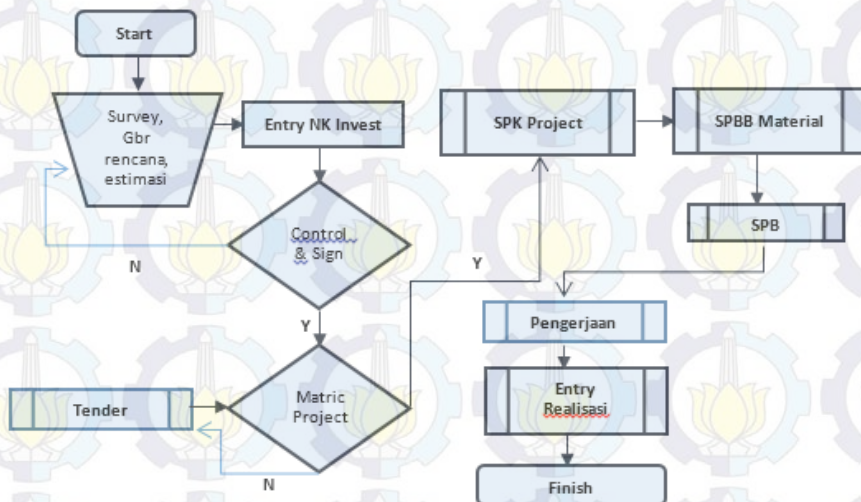 Start
Survey,
Gbr
rencana,
estimasi
Entry NK Invest
Control
& Sign
N
Y
Matric
Project
Tender
N
Y
SPK Project
SPBB Material
SPB
Pengerjaan
Entry
Realisasi
Finish